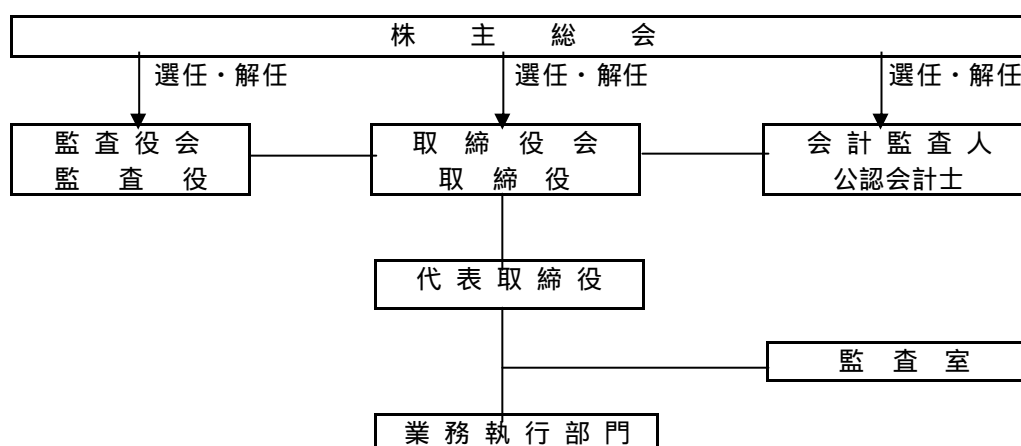 株主総会
選任・解任
選任・解任
選任・解任
監査役会
監査役
取締役会
取締役
会計監査人
公認会計士
代表取締役
監査室
業務執行部門